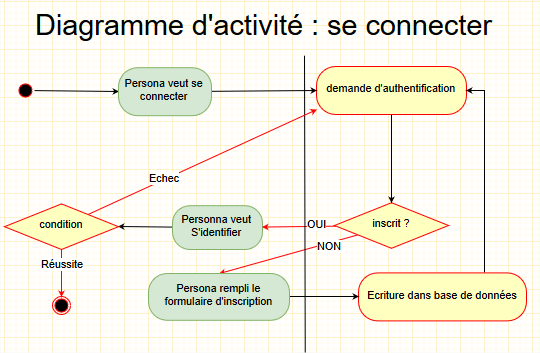 Diagramme d'activité : se connecter
Persona veut se
connecter
demande d'authentification
Echec
condition
Personna veut
S'identifier
OUI
inscrit ?
NON
Réussite
Persona rempli le
formulaire d'inscription
Ecriture dans base de données